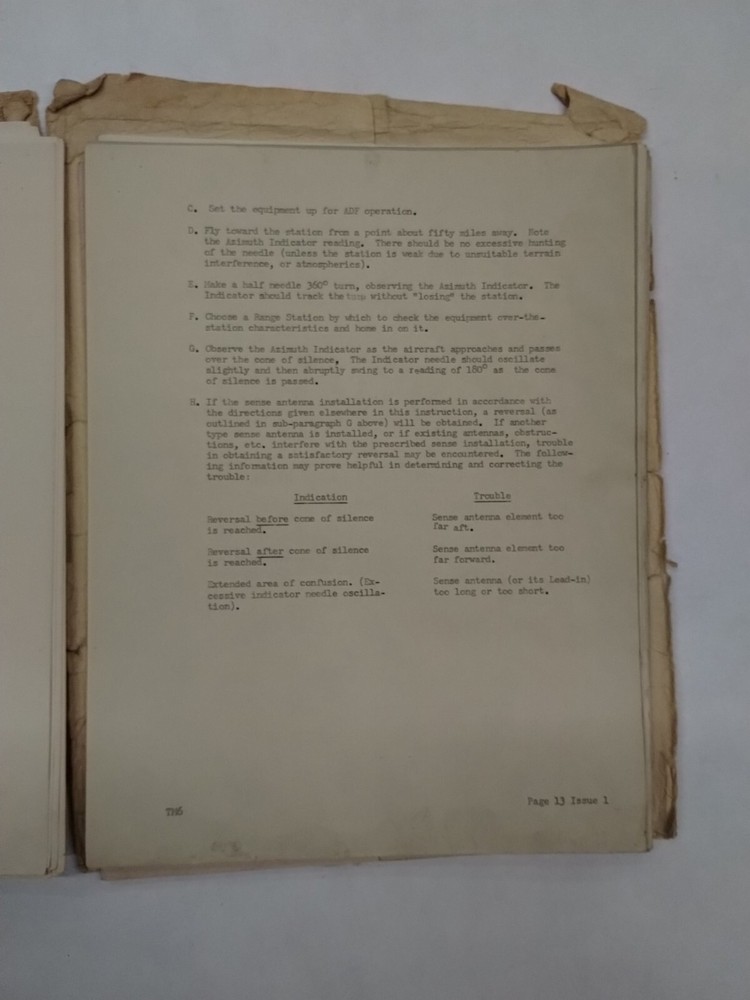 C. Set the equipment up for ADF operation.
D. Fly toward the station from a point about fifty miles away. Note
the Azimuth Indicator reading. There should be no excessive hunting
of the needle (unless the station is weak due to unsuitable terrain
interference, or atmospherics).
E. Make a half needle 360° turn, observing the Azimuth Indicator. The
Indicator should track the turn without "losing" the station.
F. Choose a Range Station by which to check the equipment over-the-
station characteristics and home in on it.
G. Observe the Azimuth Indicator as the aircraft approaches and passes
over the cone of silence. The Indicator needle should oscillate
slightly and then abruptly swing to a reading of 180° as the cone
of silence is passed.
H. If the sense antenna installation is performed in accordance with
the directions given elsewhere in this instruction, a reversal (as
outlined in sub-paragraph G above) will be obtained. If another
type sense antenna is installed, or if existing antennas, obstruc-
tions, etc. interfere with the prescribed sense installation, trouble
in obtaining a satisfactory reversal may be encountered. The follow-
ing information may prove helpful in determining and correcting the
trouble:
Indication Trouble
Reversal before cone of silence Sense antenna element too
is reached. far aft.
Reversal after cone of silence Sense antenna element too
is reached. far forward.
Extended area of confusion. (Ex- Sense antenna (or its Lead-in)
cessive indicator needle oscilla- too long or too short.
tion).
TM6 Page 13 Issue 1